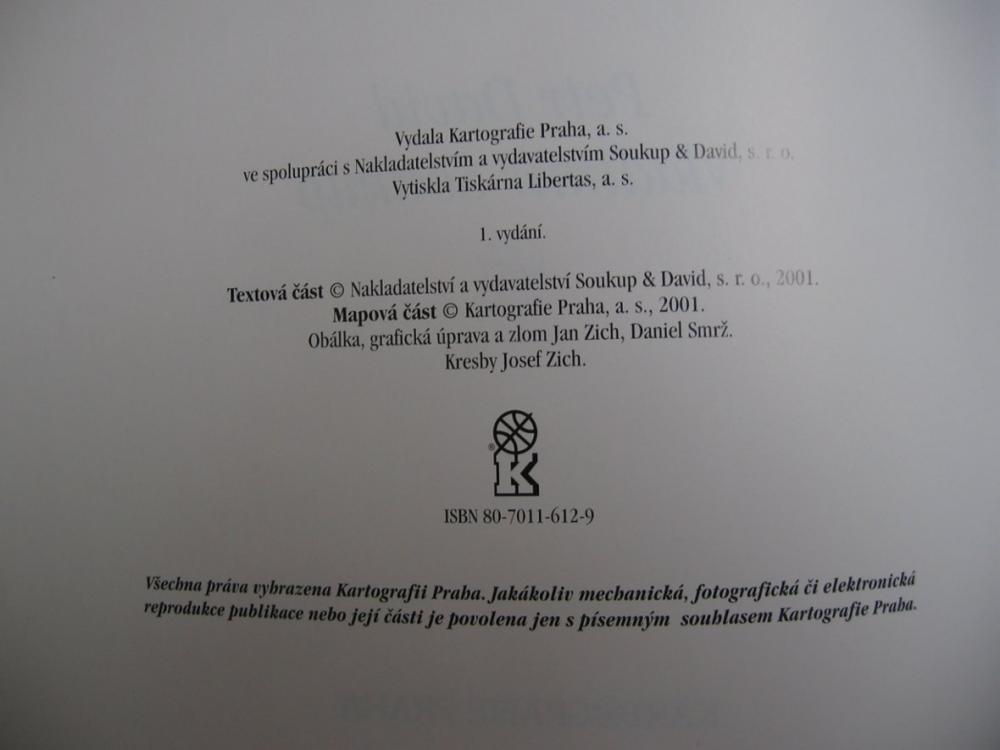 Vydala Kartografie Praha, a. s.
ve spolupráci s Nakladatelstvím a vydavatelstvím Soukup & David, s. r. o.
Vytiskla Tiskárna Libertas, a. s.
1. vydání.
Textová část © Nakladatelství a vydavatelství Soukup & David, s. r. o., 2001.
Mapová část © Kartografie Praha, a. s., 2001.
Obálka, grafická úprava a zlom Jan Zich, Daniel Smrž.
Kresby Josef Zich.
® K
ISBN 80-7011-612-9
Všechna práva vybrazena Kartografii Praha. Jakákoliv mechanická, fotografická či elektronická
reprodukce publikace nebo její části je povolena jen s písemným souhlasem Kartografie Praha.